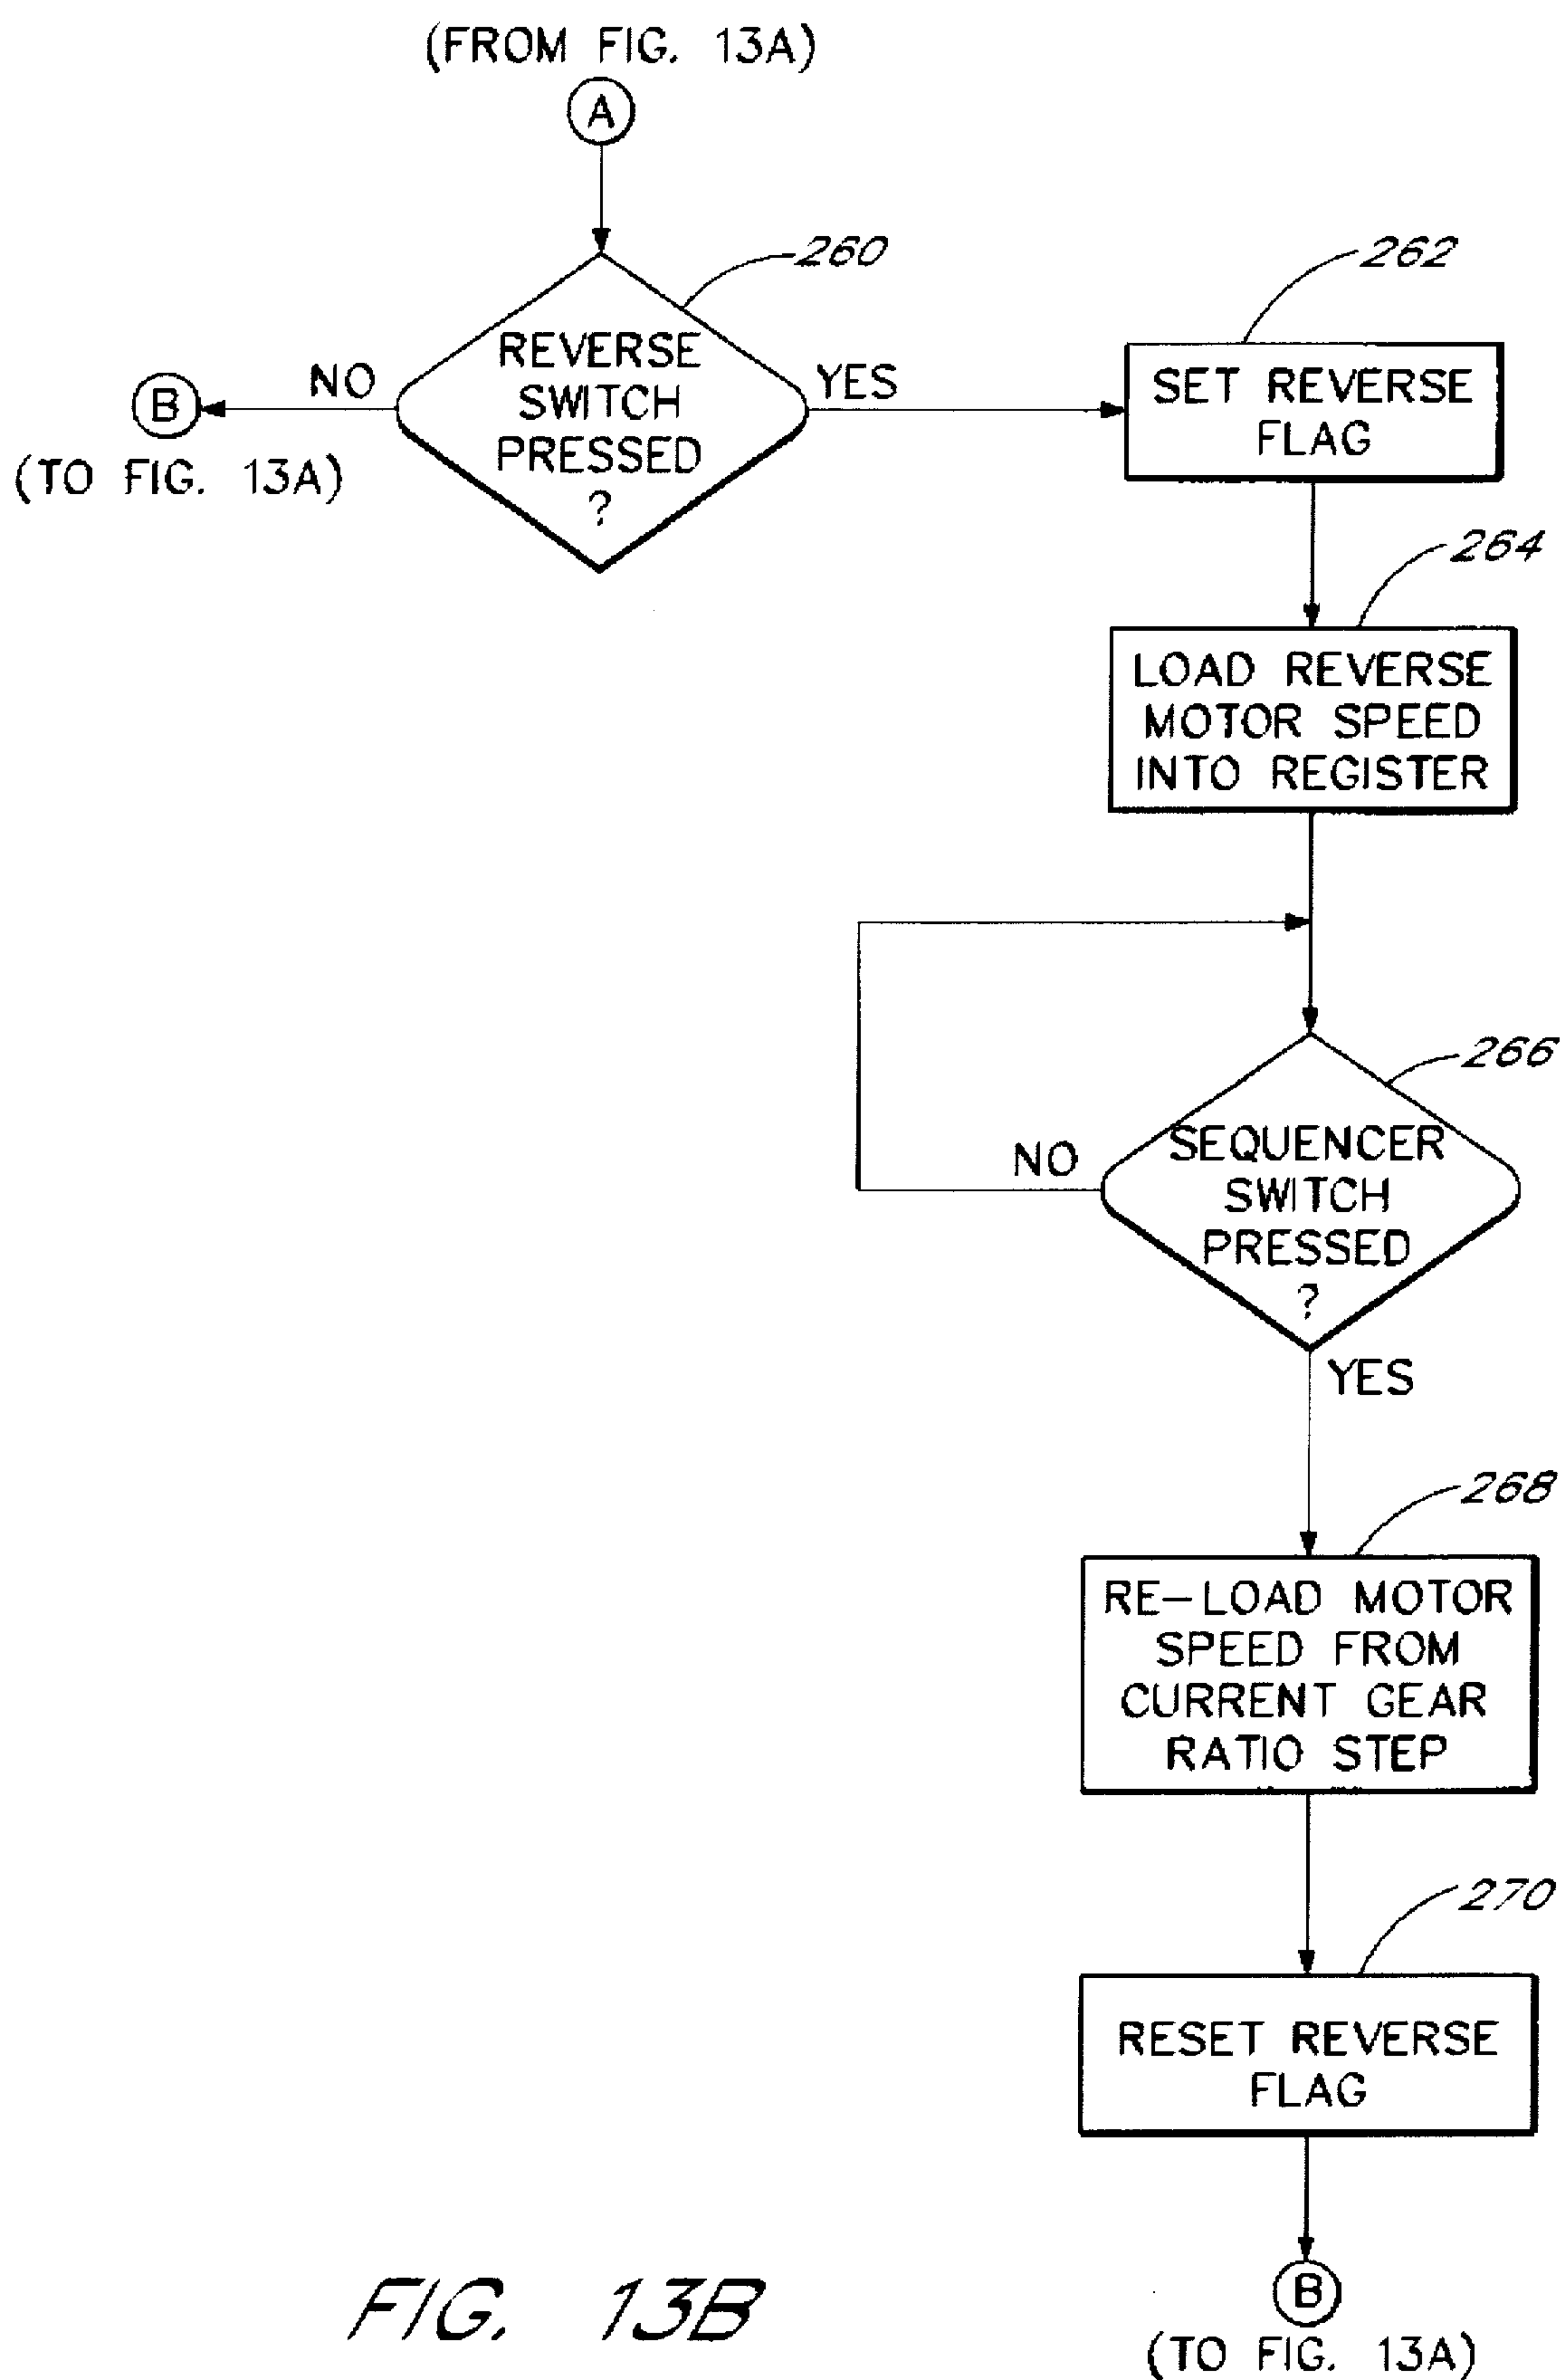 (FROM FIG. 13A)
A
260
REVERSE
SWITCH
PRESSED
?
NO
B
(TO FIG. 13A)
YES
262
SET REVERSE
FLAG
264
LOAD REVERSE
MOTOR SPEED
INTO REGISTER
266
SEQUENCER
SWITCH
PRESSED
?
NO
YES
268
RE-LOAD MOTOR
SPEED FROM
CURRENT GEAR
RATIO STEP
270
RESET REVERSE
FLAG
B
(TO FIG. 13A)
FIG. 13B